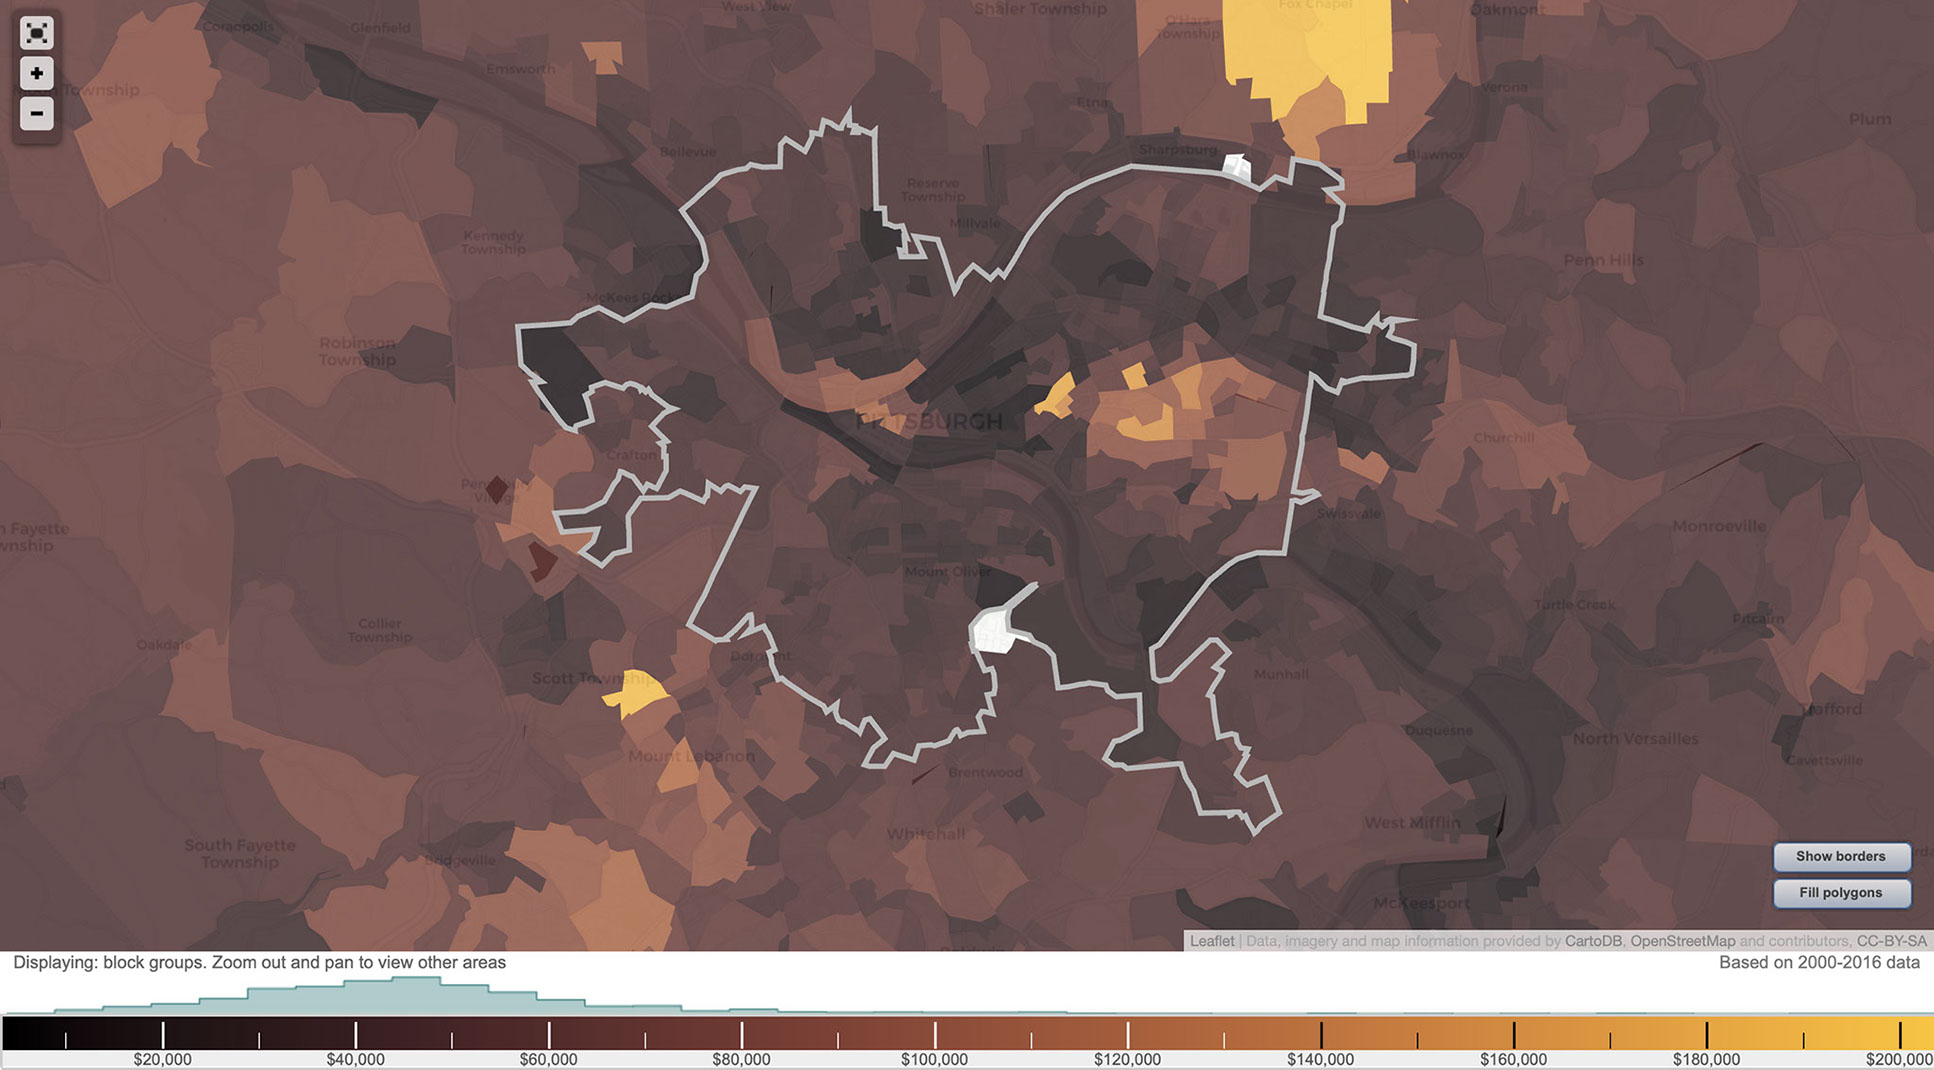 West View
Shaler Township
Fox Chapel
Oakmont
Coraopolis
Glenfield
O'Hara
Township
Emsworth
Township
Verona
Etna
Plum
Bellevue
Sharpsburg
Blawnox
Reserve
Township
Millvale
Kennedy
Township
Penn Hills
McKees Rocks
Robinson
Township
PITTSBURGH
Churchill
Crafton
Pennsbury
Village
Swissvale
Monroeville
n Fayette
wnship
Mount Oliver
Turtle Creek
Pitcairn
Collier
Township
Oakdale
Dormont
Scott Township
Munhall
Trafford
Duquesne
North Versailles
Mount Lebanon
Cavettsville
Brentwood
Whitehall
West Mifflin
South Fayette
Township
Bridgeville
McKeesport
+
-
Show borders
Fill polygons
Leaflet | Data, imagery and map information provided by CartoDB, OpenStreetMap and contributors, CC-BY-SA
Displaying: block groups. Zoom out and pan to view other areas
Based on 2000-2016 data
$20,000 $40,000 $60,000 $80,000 $100,000 $120,000 $140,000 $160,000 $180,000 $200,000